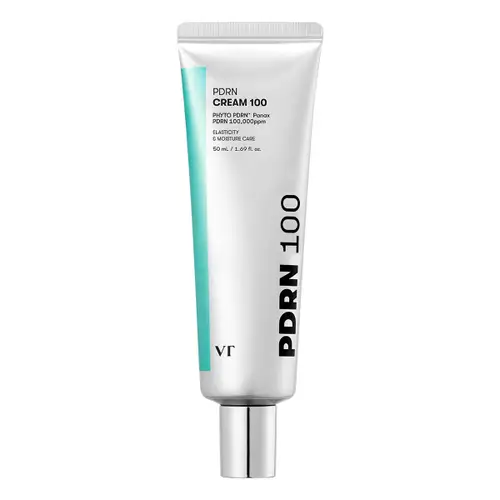 PDRN
CREAM 100
PHYTO PDRN™ Panax
PDRN 100,000ppm
ELASTICITY
& MOISTURE CARE
50 mL / 1.69 fl. oz.
PDRN 100
VT